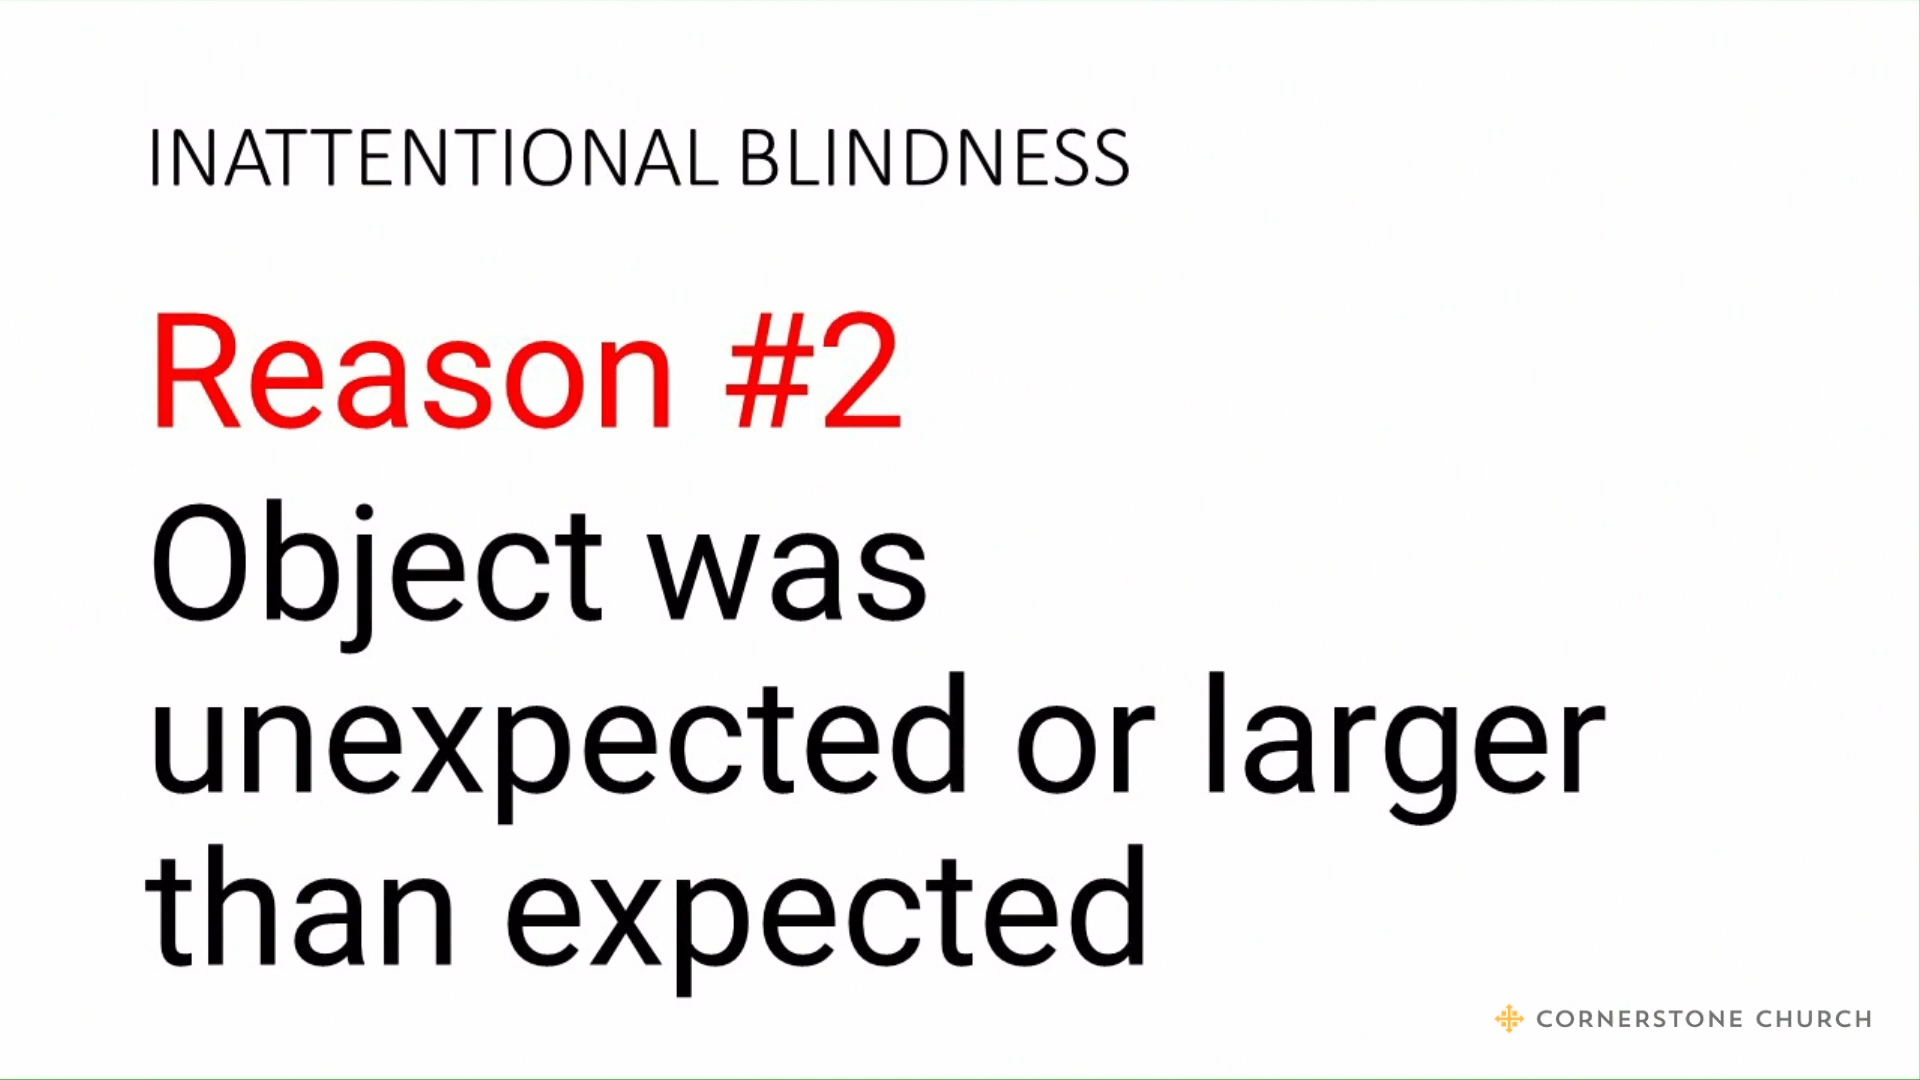 INATTENTIONAL BLINDNESS
Reason #2
Object was
unexpected or larger
than expected
CORNERSTONE CHURCH